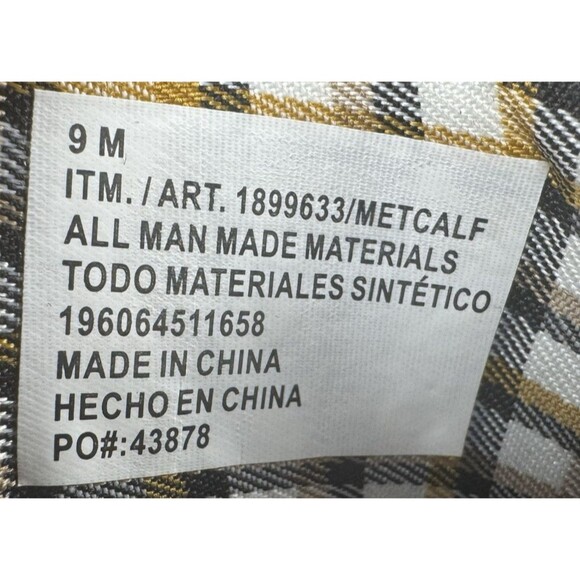 9 M
ITM. / ART. 1899633/METCALF
ALL MAN MADE MATERIALS
TODO MATERIALES SINTÉTICO
196064511658
MADE IN CHINA
HECHO EN CHINA
PO#:43878